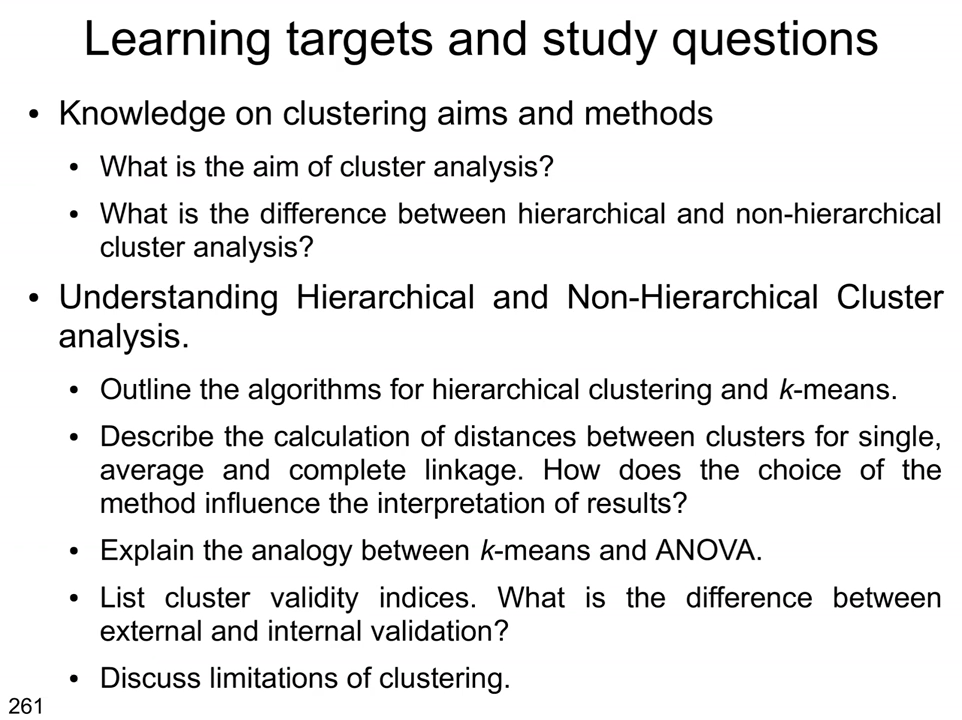 Learning targets and study questions
• Knowledge on clustering aims and methods
• What is the aim of cluster analysis?
• What is the difference between hierarchical and non-hierarchical
cluster analysis?
• Understanding Hierarchical and Non-Hierarchical Cluster
analysis.
• Outline the algorithms for hierarchical clustering and k-means.
• Describe the calculation of distances between clusters for single,
average and complete linkage. How does the choice of the
method influence the interpretation of results?
• Explain the analogy between k-means and ANOVA.
• List cluster validity indices. What is the difference between
external and internal validation?
• Discuss limitations of clustering.
261